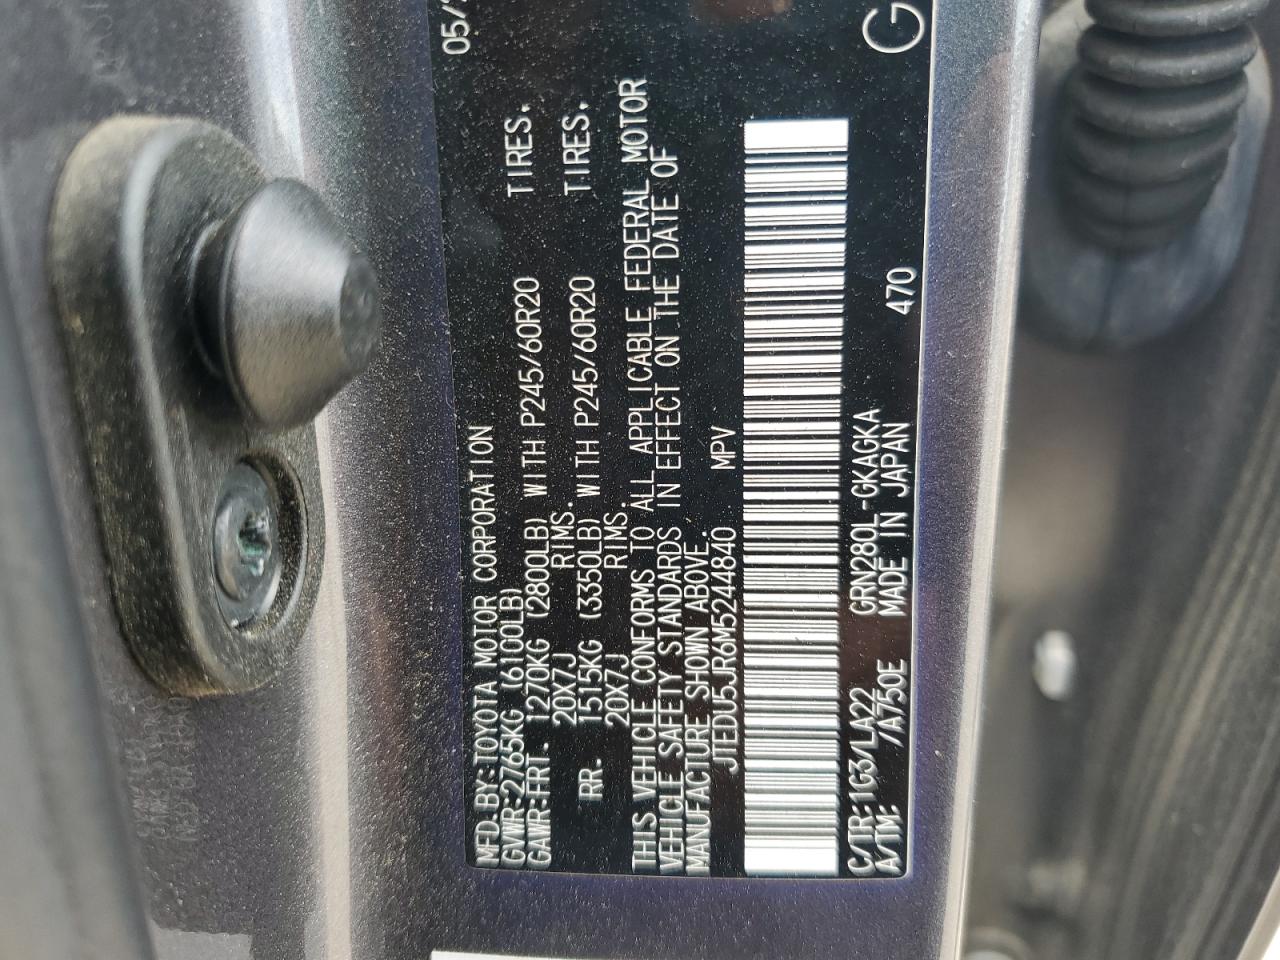 MFD.BY:TOYOTA MOTOR CORPORATION 05/
GVWR:2765KG (6100LB)
GAWR:FRT. 1270KG (2800LB) WITH P245/60R20 TIRES.
20X7J RIMS.
RR. 1515KG (3350LB) WITH P245/60R20 TIRES.
20X7J RIMS.
THIS VEHICLE CONFORMS TO ALL APPLICABLE FEDERAL MOTOR
VEHICLE SAFETY STANDARDS IN EFFECT ON THE DATE OF
MANUFACTURE SHOWN ABOVE.
JTEDU5JR6M5244840 MPV
C/TR:1G3/LA22 GRN280L-GKAGKA
A/TM: /A750E MADE IN JAPAN 470
G